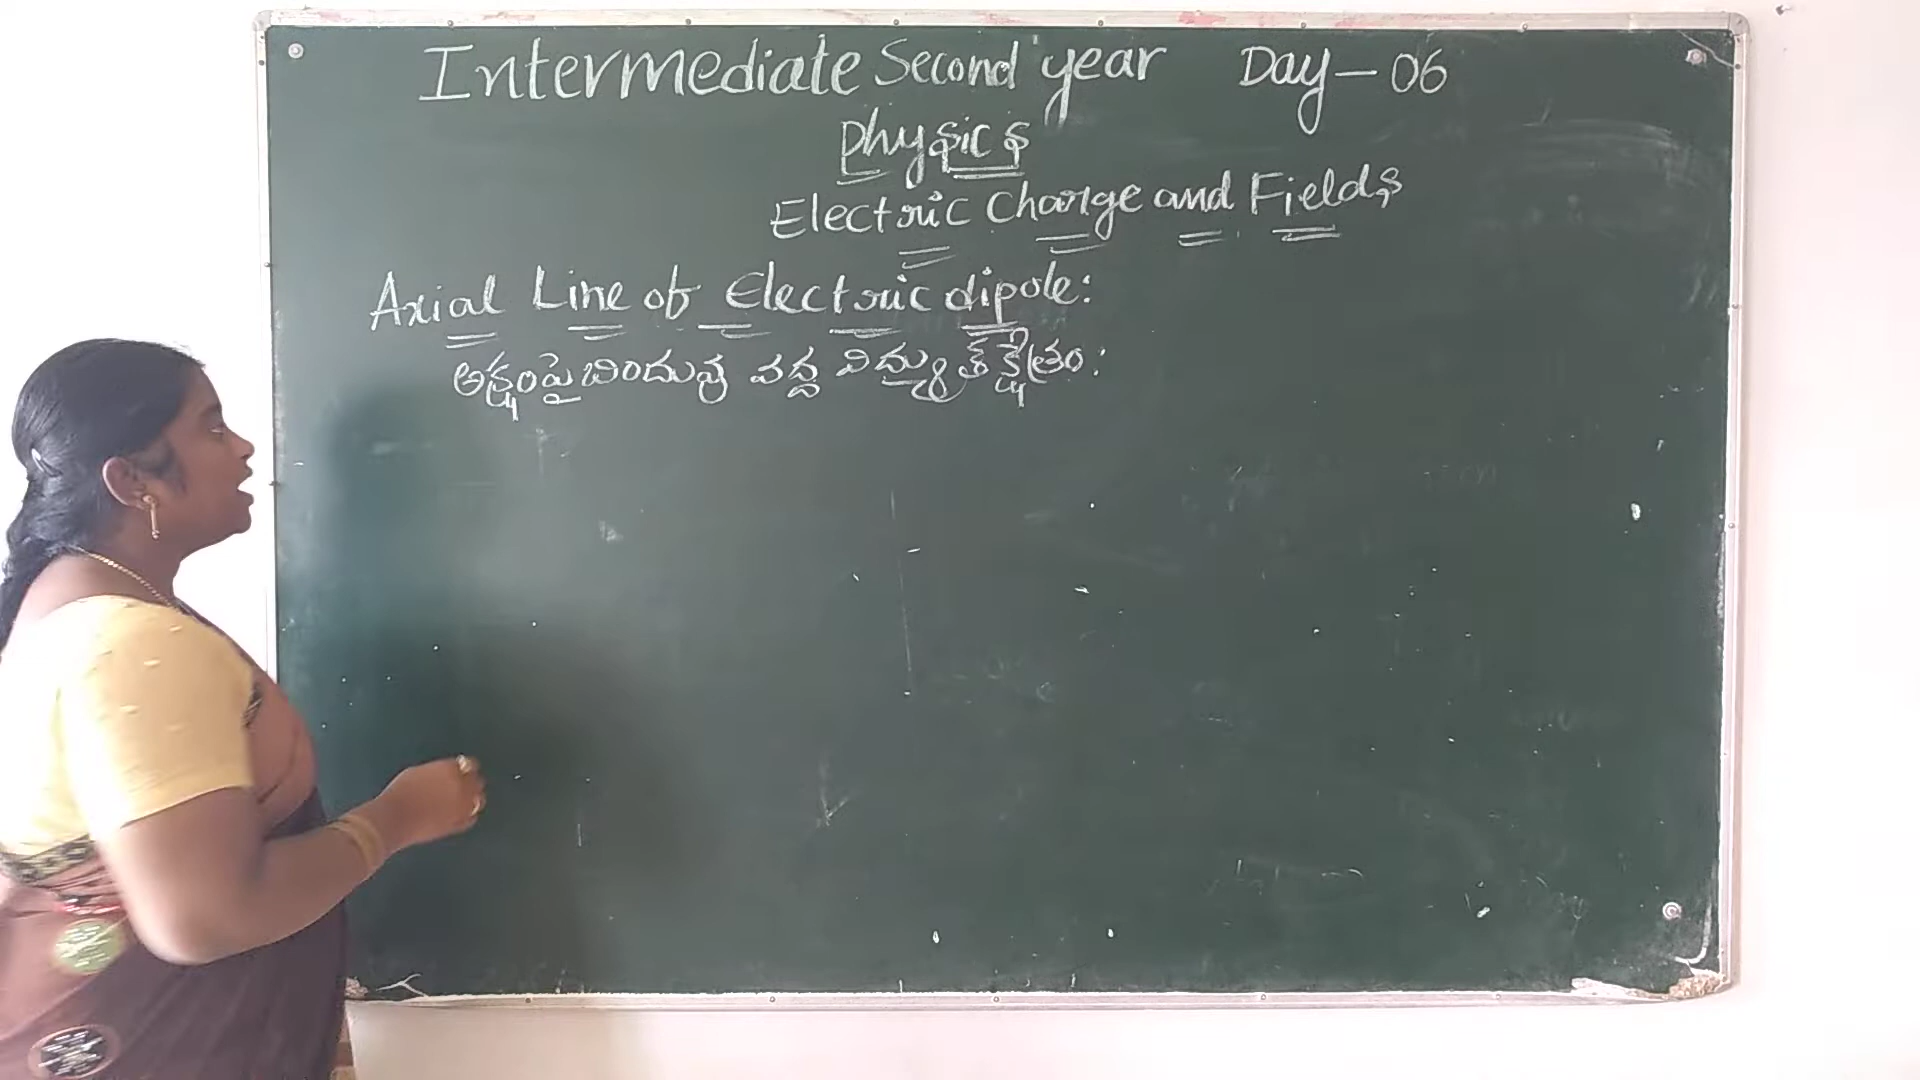 Intermediate Second year Day - 06
Physics
Electric Charge and Fields
Axial Line of Electric dipole:
అక్షంపై బిందువు వద్ద విద్యుత్ క్షేత్రం: